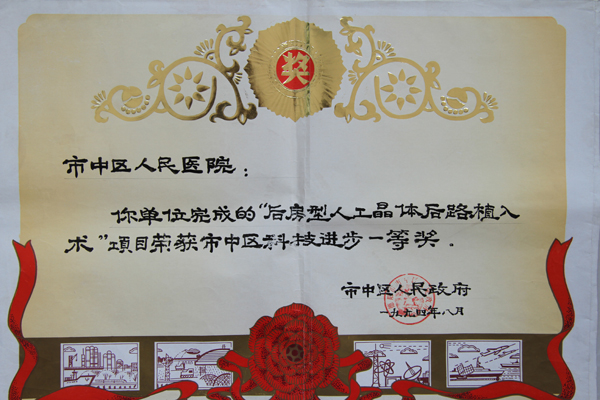 奖
市中区人民医院：
你单位完成的“后房型人工晶体后路植入
术”项目荣获市中区科技进步一等奖。
市中区人民政府
一九九四年八月